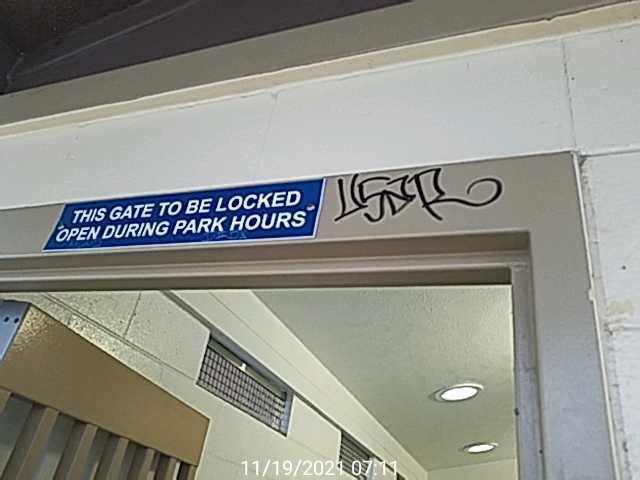 THIS GATE TO BE LOCKED
OPEN DURING PARK HOURS
11/19/2021 07:11